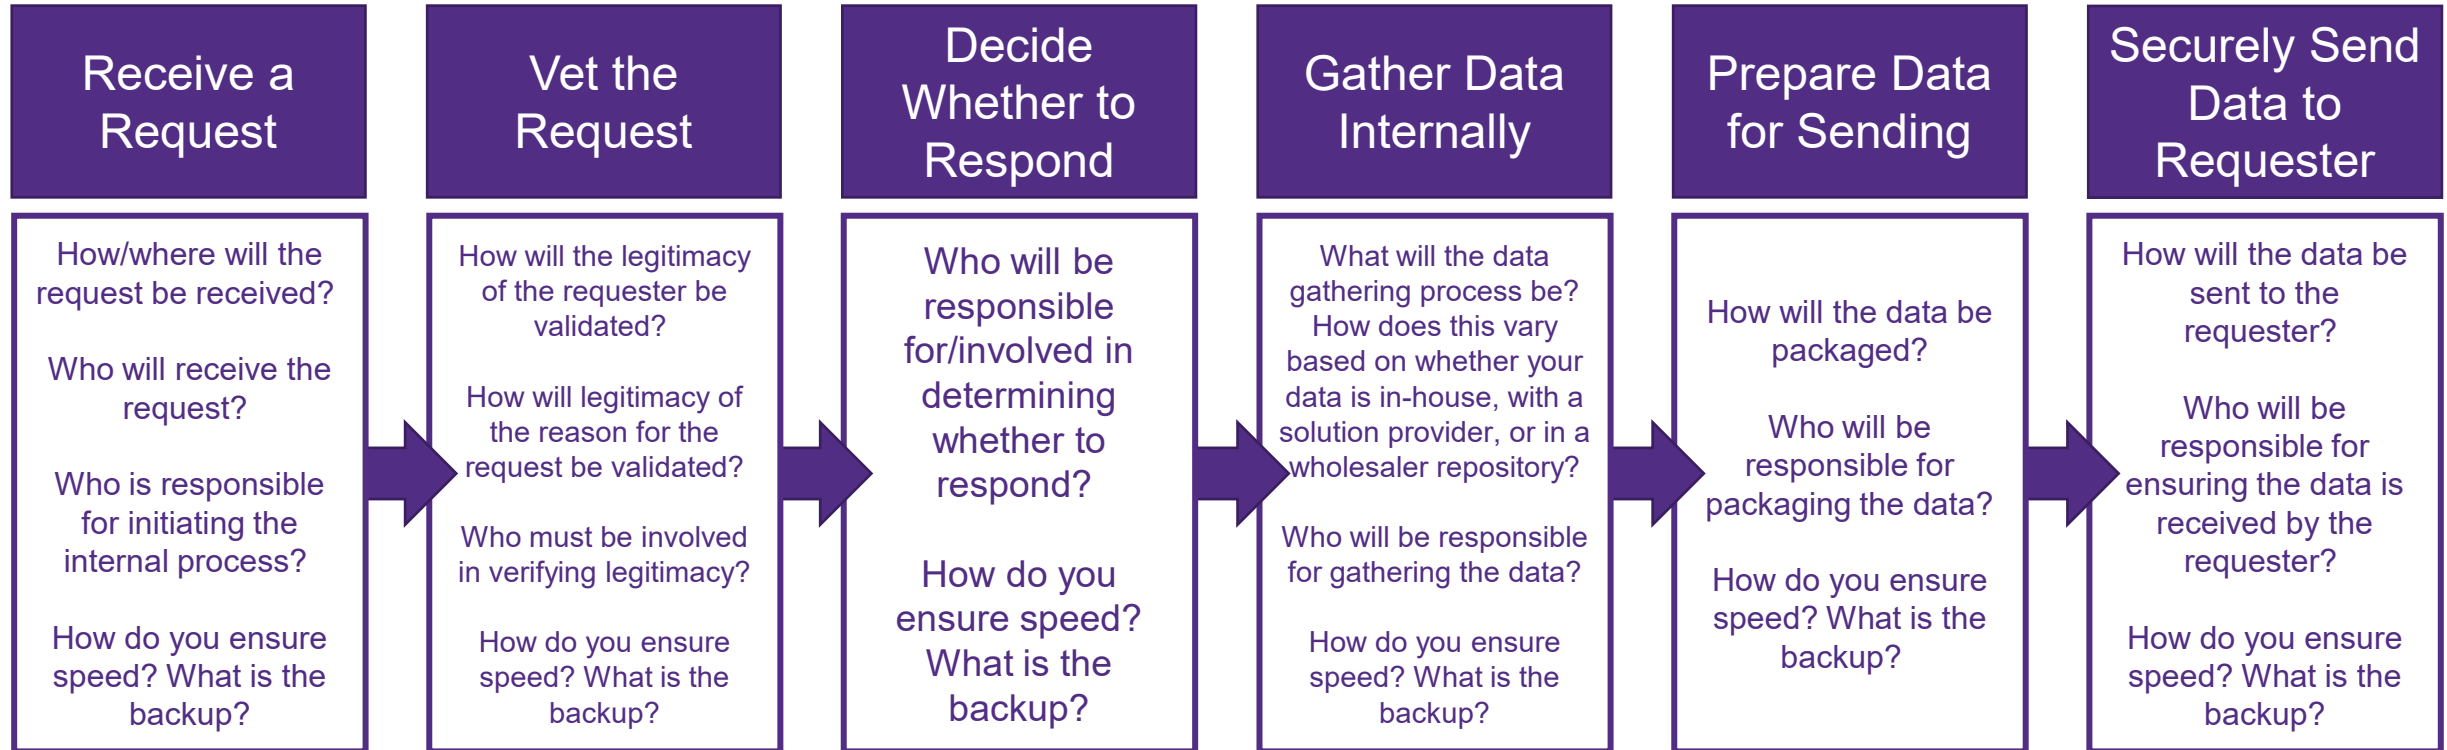 Receive a
Request
How/where will the
request be received?
Who will receive the
request?
Who is responsible
for initiating the
internal process?
How do you ensure
speed? What is the
backup?
Vet the
Request
How will the legitimacy
of the requester be
validated?
How will legitimacy of
the reason for the
request be validated?
Who must be involved
in verifying legitimacy?
How do you ensure
speed? What is the
backup?
Decide
Whether to
Respond
Who will be
responsible
for/involved in
determining
whether to
respond?
How do you
ensure speed?
What is the
backup?
Gather Data
Internally
What will the data
gathering process be?
How does this vary
based on whether your
data is in-house, with a
solution provider, or in a
wholesaler repository?
Who will be responsible
for gathering the data?
How do you ensure
speed? What is the
backup?
Prepare Data
for Sending
How will the data be
packaged?
Who will be
responsible for
packaging the data?
How do you ensure
speed? What is the
backup?
Securely Send
Data to
Requester
How will the data be
sent to the
requester?
Who will be
responsible for
ensuring the data is
received by the
requester?
How do you ensure
speed? What is the
backup?